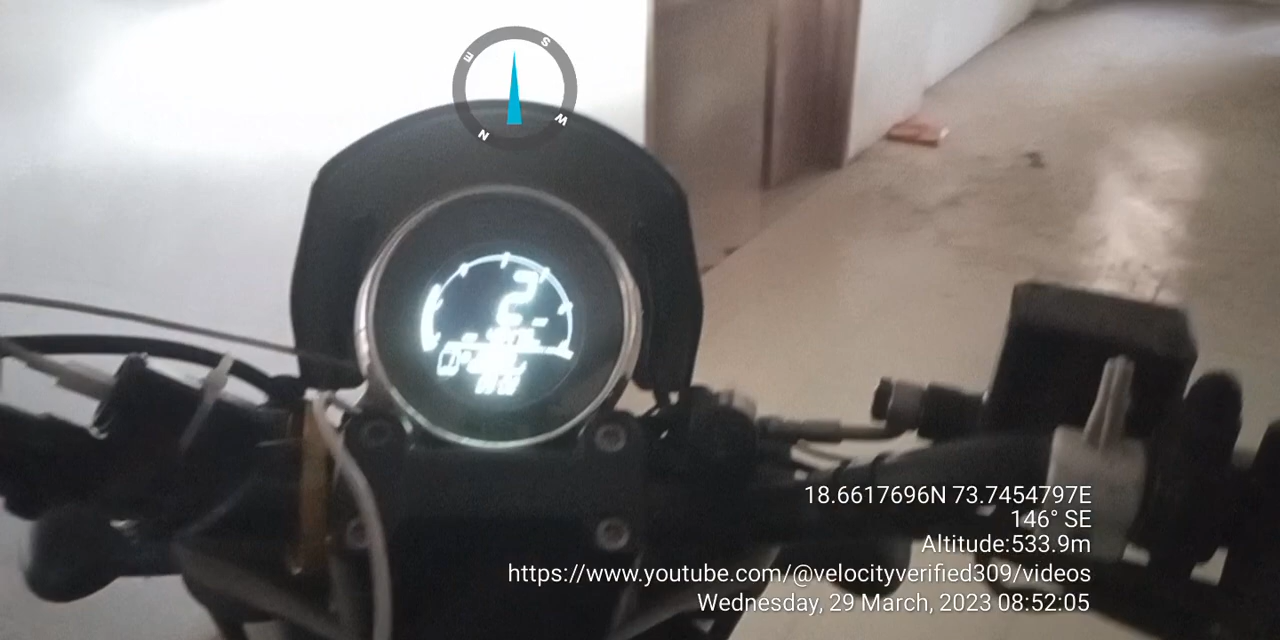 S
E
W
N
2
18.6617696N 73.7454797E
146° SE
Altitude:533.9m
https://www.youtube.com/@velocityverified309/videos
Wednesday, 29 March, 2023 08:52:05